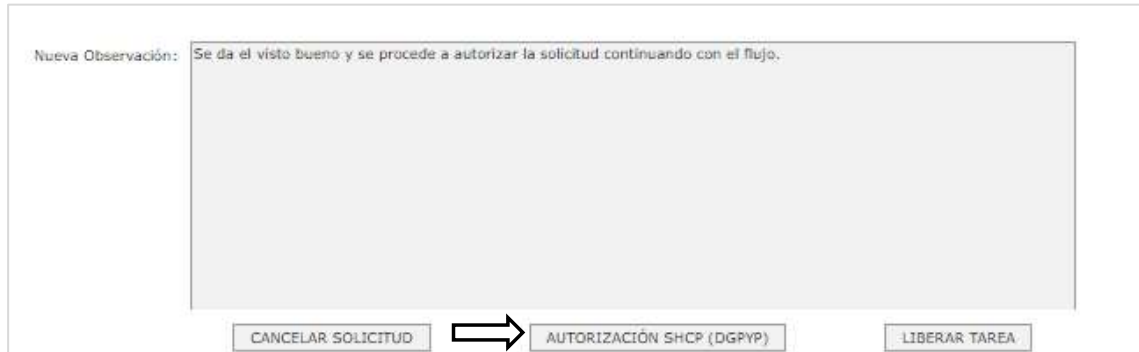 Nueva Observación: Se da el visto bueno y se procede a autorizar la solicitud continuando con el flujo.
CANCELAR SOLICITUD AUTORIZACIÓN SHCP (DGPYP) LIBERAR TAREA